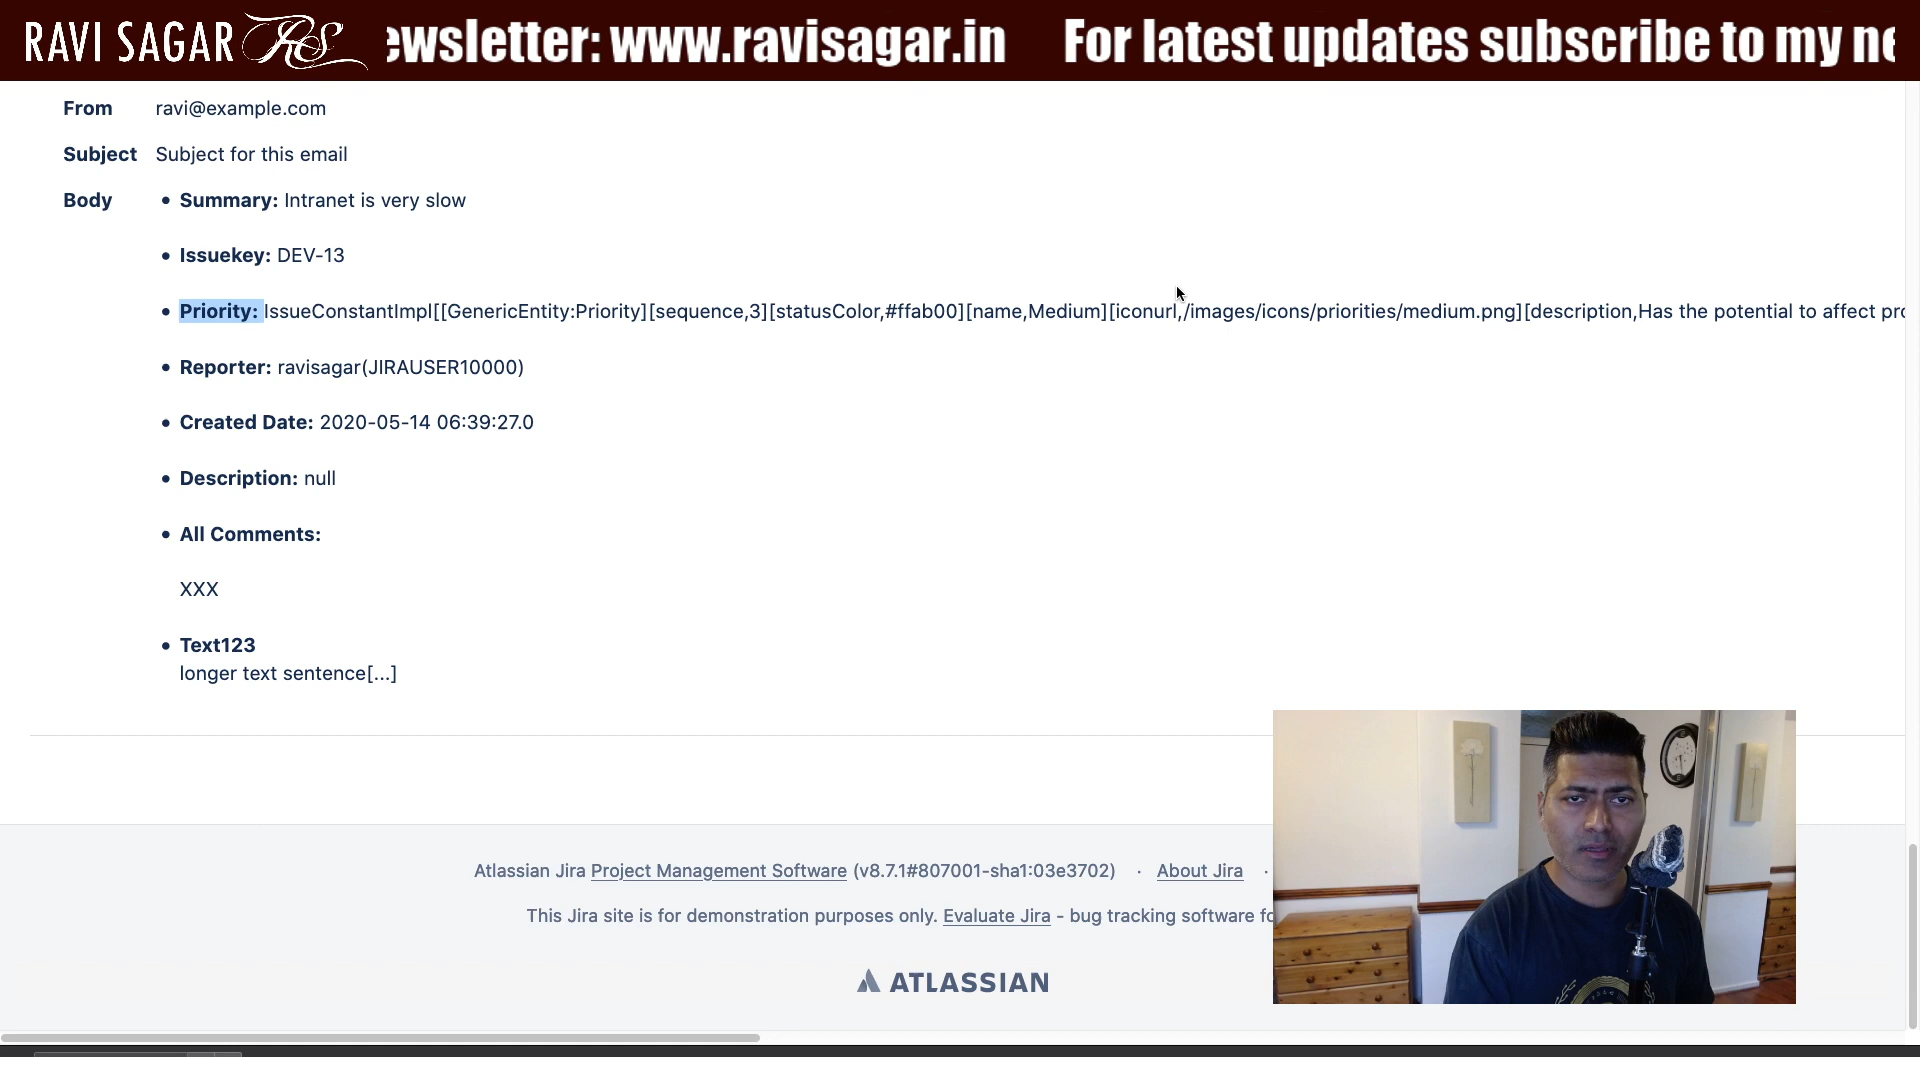 RAVI SAGAR RS ewsletter: www.ravisagar.in For latest updates subscribe to my ne
From ravi@example.com
Subject Subject for this email
Body • Summary: Intranet is very slow
• Issuekey: DEV-13
• Priority: IssueConstantImpl[[GenericEntity:Priority][sequence,3][statusColor,#ffab00][name,Medium][iconurl,/images/icons/priorities/medium.png][description,Has the potential to affect pro
• Reporter: ravisagar(JIRAUSER10000)
• Created Date: 2020-05-14 06:39:27.0
• Description: null
• All Comments:
XXX
• Text123
longer text sentence[...]
Atlassian Jira Project Management Software (v8.7.1#807001-sha1:03e3702) · About Jira ·
This Jira site is for demonstration purposes only. Evaluate Jira - bug tracking software fo
ATLASSIAN